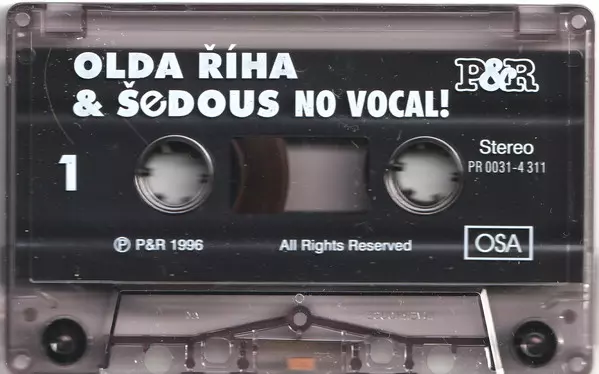 OLDA ŘÍHA
& ŠeDOUS NO VOCAL!
P&R
1
Stereo
PR 0031-4 311
Ⓟ P&R 1996
All Rights Reserved
OSA